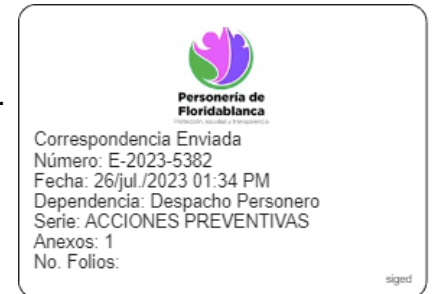 Personería de
Floridablanca
Protección, equidad y transparencia
Correspondencia Enviada
Número: E-2023-5382
Fecha: 26/jul./2023 01:34 PM
Dependencia: Despacho Personero
Serie: ACCIONES PREVENTIVAS
Anexos: 1
No. Folios:
siged